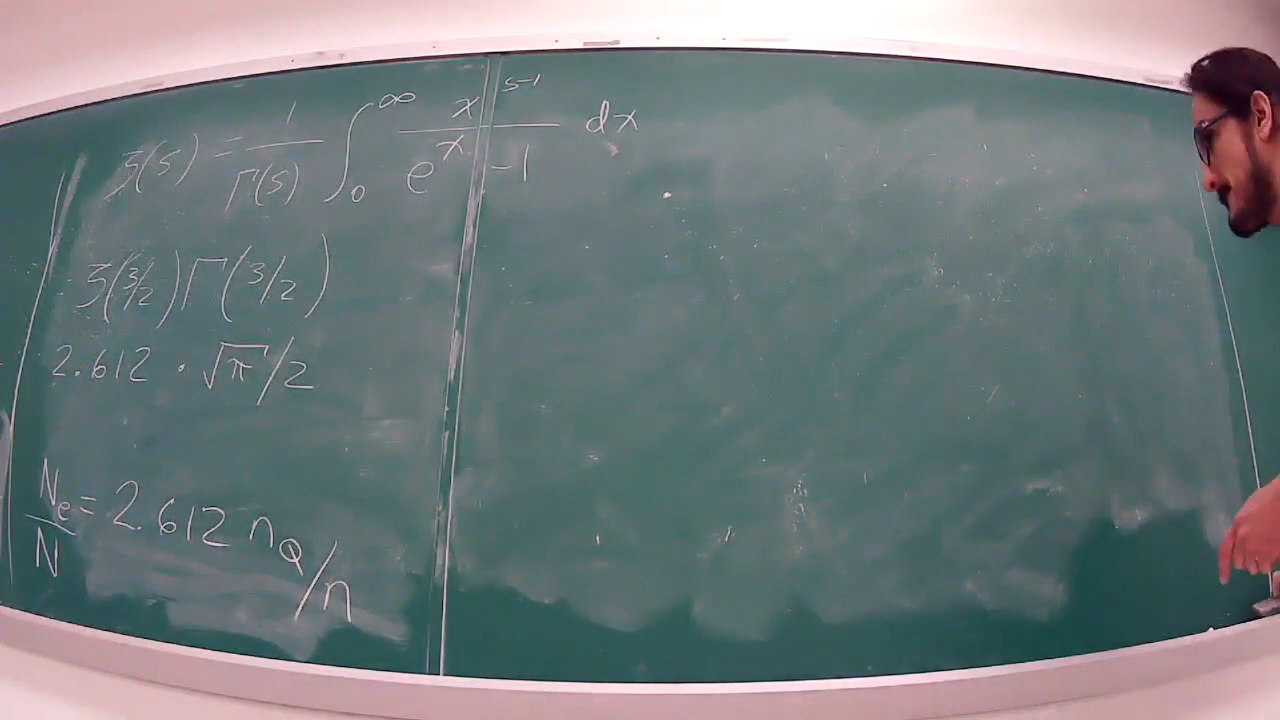 ζ(s) = 1/Γ(s) ∫₀^∞ x^(s-1)/(e^x - 1) dx
ζ(3/2) Γ(3/2)
2.612 · √π/2
N_e/N = 2.612 n_Q/n